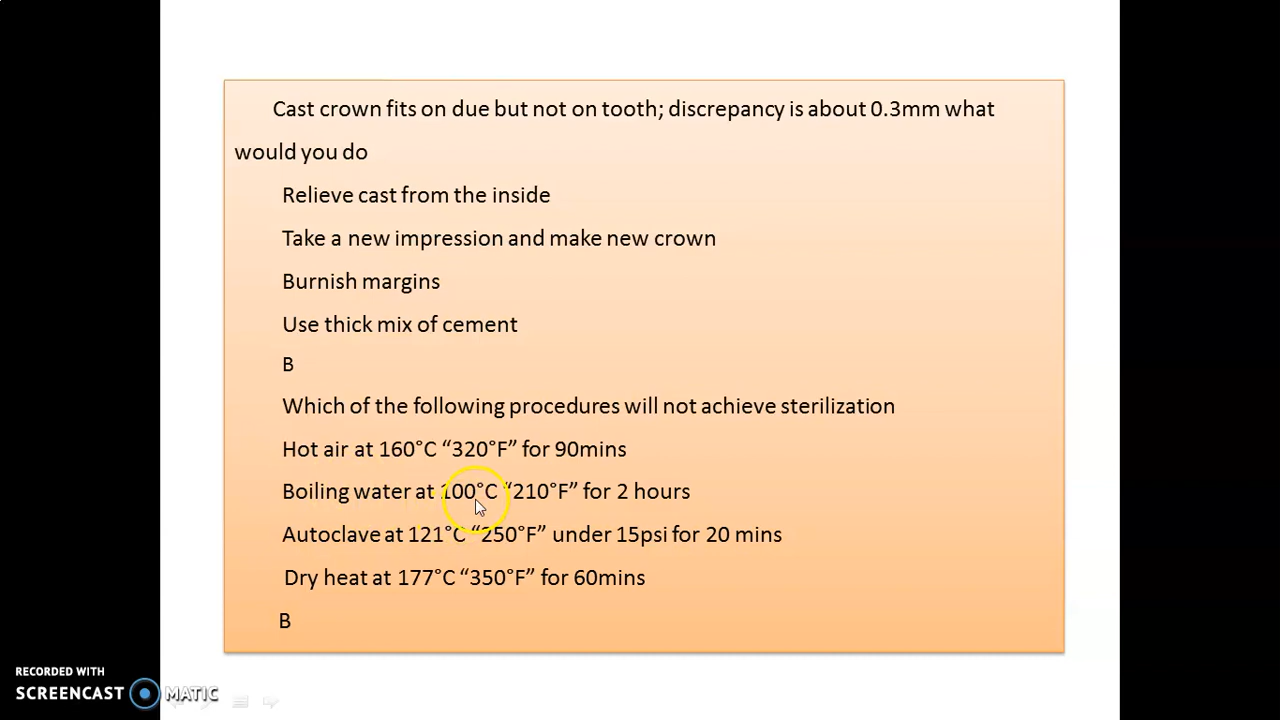 Cast crown fits on due but not on tooth; discrepancy is about 0.3mm what
would you do
Relieve cast from the inside
Take a new impression and make new crown
Burnish margins
Use thick mix of cement
B
Which of the following procedures will not achieve sterilization
Hot air at 160°C “320°F” for 90mins
Boiling water at 100°C “210°F” for 2 hours
Autoclave at 121°C “250°F” under 15psi for 20 mins
Dry heat at 177°C “350°F” for 60mins
B
RECORDED WITH
SCREENCAST MATIC